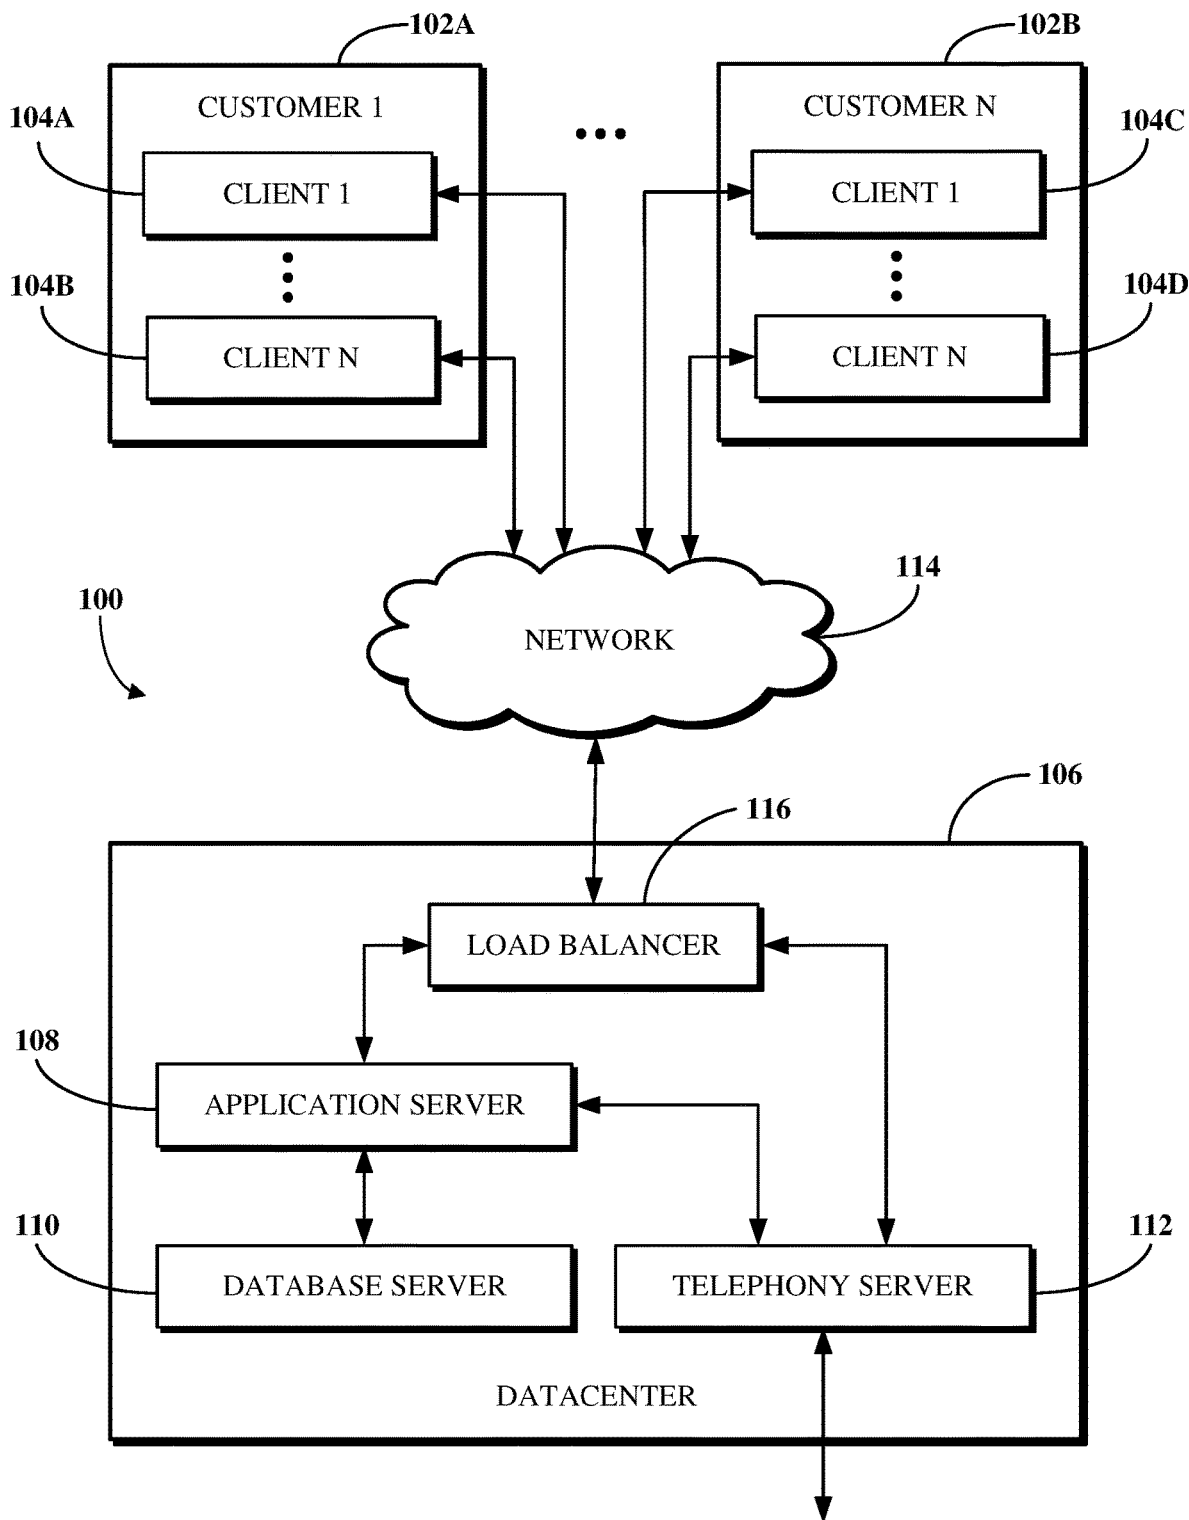 102A
102B
CUSTOMER 1
CUSTOMER N
104A
104C
CLIENT 1
CLIENT 1
104B
104D
CLIENT N
CLIENT N
114
100
NETWORK
106
116
LOAD BALANCER
108
APPLICATION SERVER
110
112
DATABASE SERVER
TELEPHONY SERVER
DATACENTER